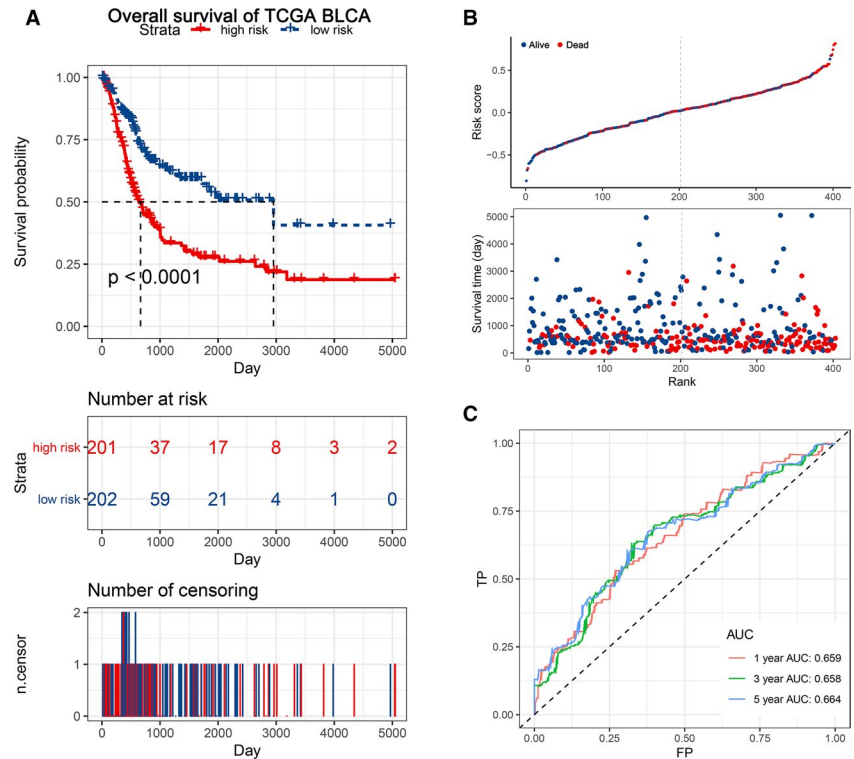 A
Overall survival of TCGA BLCA
Strata high risk low risk
Survival probability
1.00
0.75
0.50
0.25
0.00
p < 0.0001
0 1000 2000 3000 4000 5000
Day
Number at risk
Strata
high risk 201 37 17 8 3 2
low risk 202 59 21 4 1 0
0 1000 2000 3000 4000 5000
Day
Number of censoring
n.censor
2
1
0
0 1000 2000 3000 4000 5000
Day
B
Alive Dead
Risk score
0.5
0.0
−0.5
0 100 200 300 400
Survival time (day)
5000
4000
3000
2000
1000
0
0 100 200 300 400
Rank
C
TP
1.00
0.75
0.50
0.25
0.00
AUC
1 year AUC: 0.659
3 year AUC: 0.658
5 year AUC: 0.664
0.00 0.25 0.50 0.75 1.00
FP